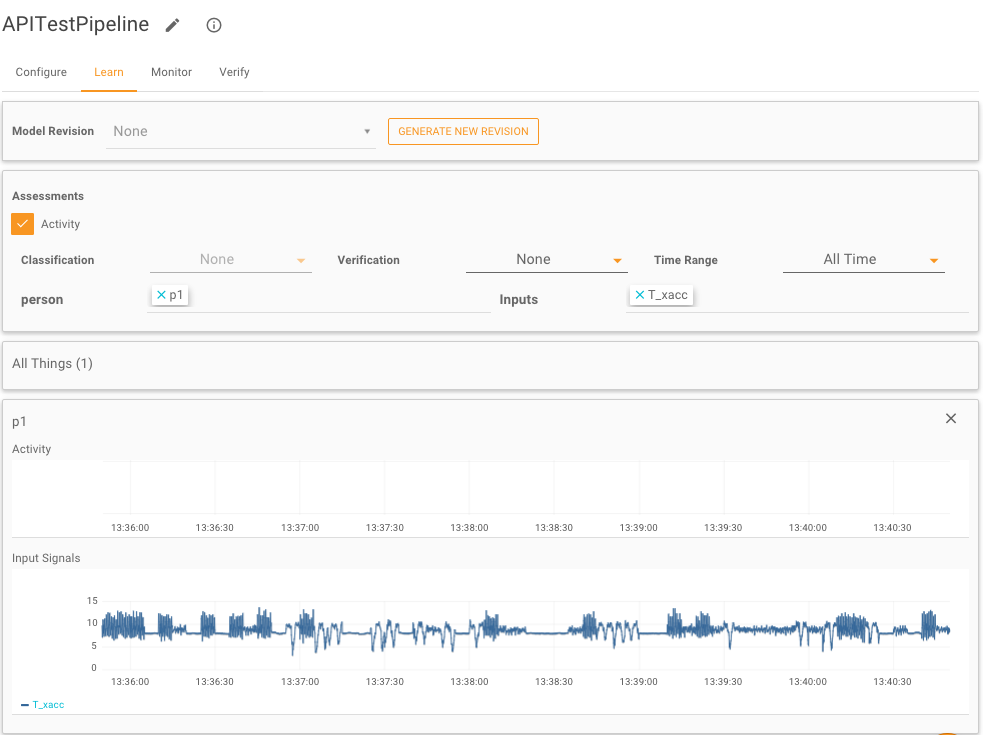 APITestPipeline
Configure Learn Monitor Verify
Model Revision None GENERATE NEW REVISION
Assessments
Activity
Classification None Verification None Time Range All Time
person p1 Inputs T_xacc
All Things (1)
p1
Activity
13:36:00 13:36:30 13:37:00 13:37:30 13:38:00 13:38:30 13:39:00 13:39:30 13:40:00 13:40:30
Input Signals
15
10
5
0
13:36:00 13:36:30 13:37:00 13:37:30 13:38:00 13:38:30 13:39:00 13:39:30 13:40:00 13:40:30
T_xacc